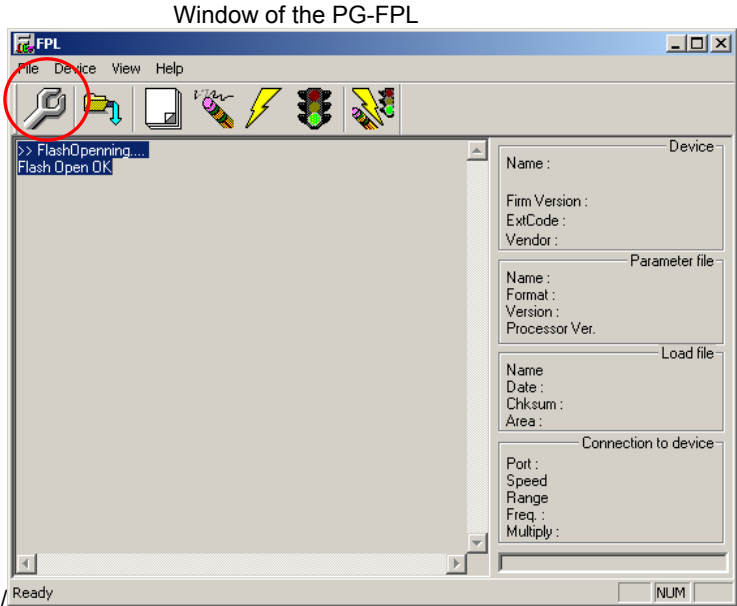 Window of the PG-FPL
FPL
File Device View Help
>> FlashOpenning....
Flash Open OK
Device
Name :
Firm Version :
ExtCode :
Vendor :
Parameter file
Name :
Format :
Version :
Processor Ver.
Load file
Name
Date :
Chksum :
Area :
Connection to device
Port :
Speed
Range
Freq. :
Multiply :
/
Ready NUM